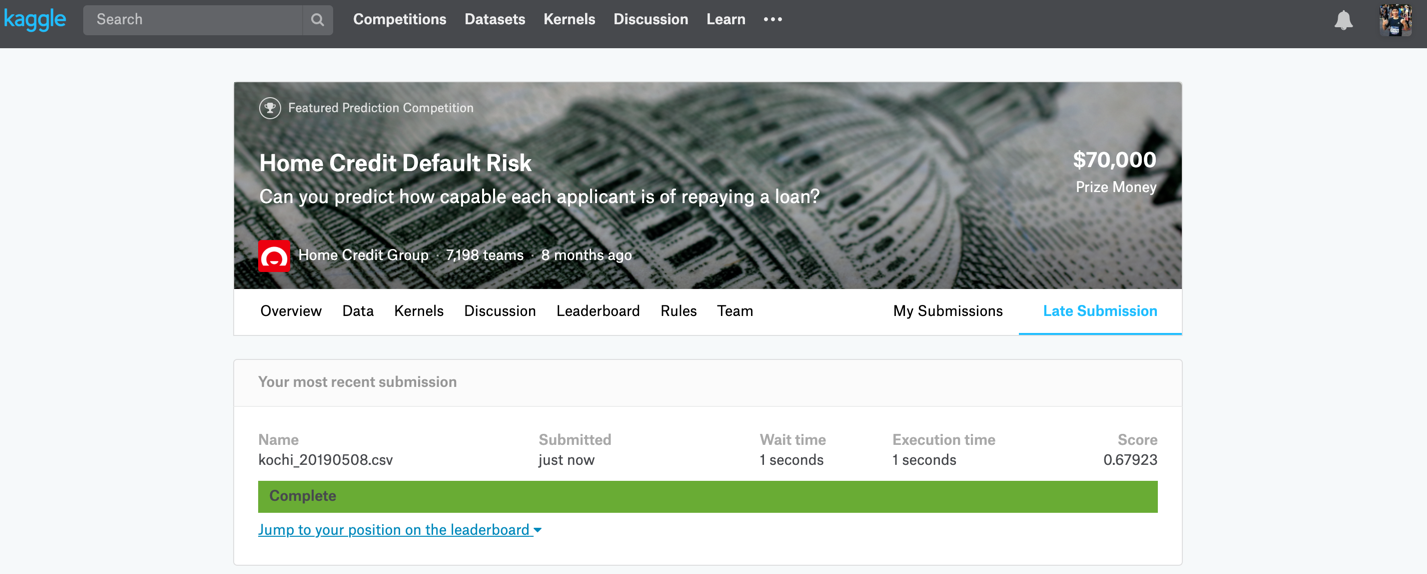 kaggle Search Competitions Datasets Kernels Discussion Learn •••
Featured Prediction Competition
Home Credit Default Risk
$70,000
Can you predict how capable each applicant is of repaying a loan?
Prize Money
Home Credit Group · 7,198 teams · 8 months ago
Overview Data Kernels Discussion Leaderboard Rules Team My Submissions Late Submission
Your most recent submission
Name Submitted Wait time Execution time Score
kochi_20190508.csv just now 1 seconds 1 seconds 0.67923
Complete
Jump to your position on the leaderboard